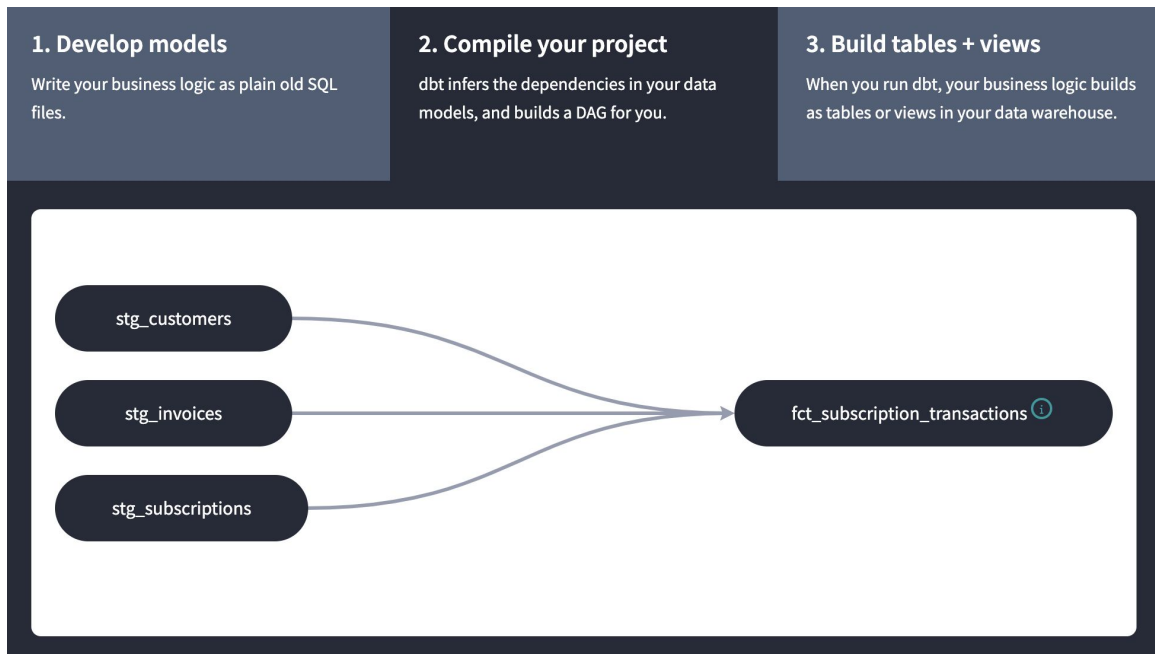 1. Develop models
Write your business logic as plain old SQL
files.
2. Compile your project
dbt infers the dependencies in your data
models, and builds a DAG for you.
3. Build tables + views
When you run dbt, your business logic builds
as tables or views in your data warehouse.
stg_customers
stg_invoices
stg_subscriptions
fct_subscription_transactions i